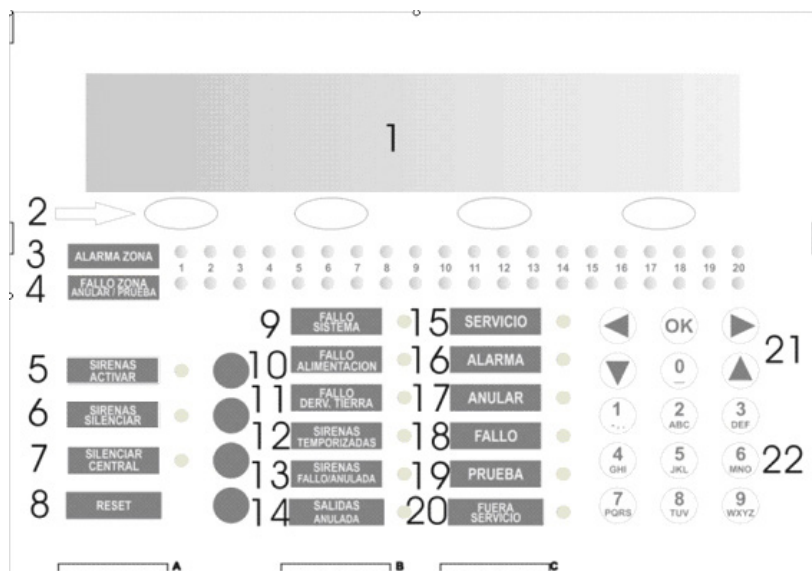 1
2
3 ALARMA ZONA
1 2 3 4 5 6 7 8 9 10 11 12 13 14 15 16 17 18 19 20
4 FALLO ZONA
ANULAR / PRUEBA
5 SIRENAS
ACTIVAR
6 SIRENAS
SILENCIAR
7 SILENCIAR
CENTRAL
8 RESET
9 FALLO
SISTEMA
10 FALLO
ALIMENTACION
11 FALLO
DERV. TIERRA
12 SIRENAS
TEMPORIZADAS
13 SIRENAS
FALLO/ANULADA
14 SALIDAS
ANULADA
15 SERVICIO
16 ALARMA
17 ANULAR
18 FALLO
19 PRUEBA
20 FUERA
SERVICIO
OK
21
0
_
1 2 3
-,. ABC DEF
4 5 6 22
GHI JKL MNO
7 8 9
PQRS TUV WXYZ
A B C